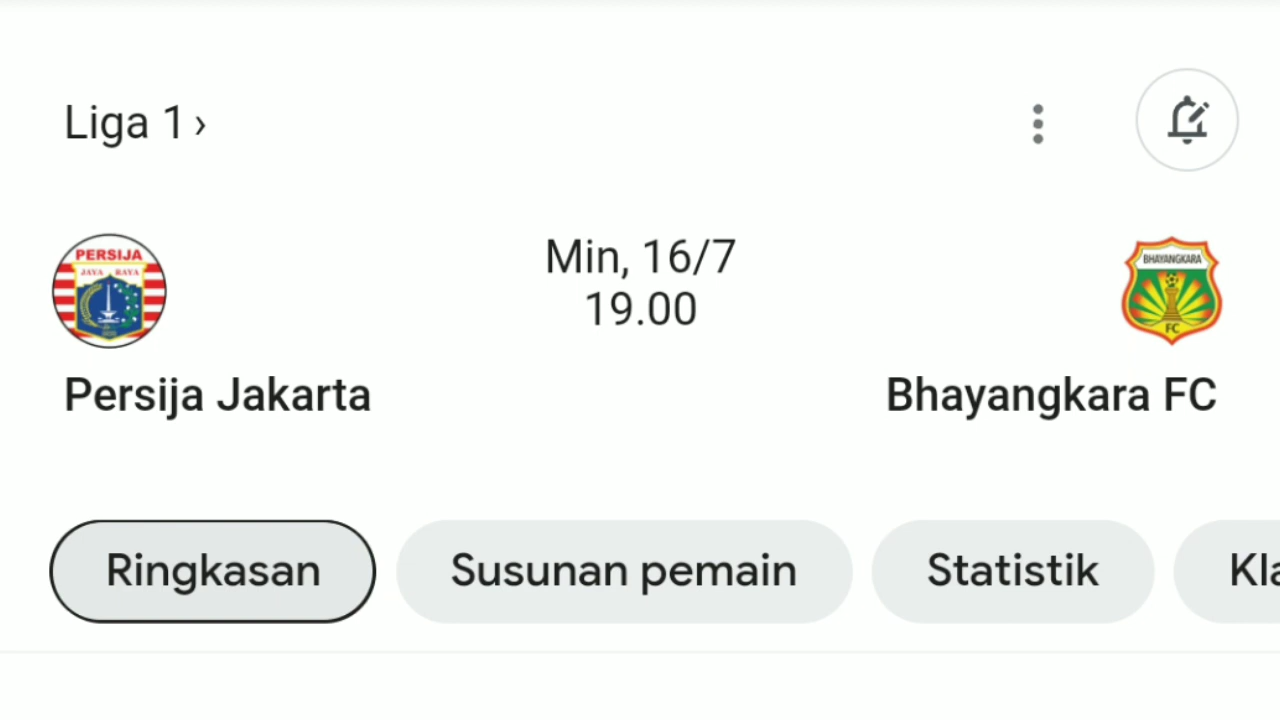 Liga 1 ›
PERSIJA
JAYA RAYA
Min, 16/7
19.00
BHAYANGKARA
FC
Persija Jakarta
Bhayangkara FC
Ringkasan
Susunan pemain
Statistik
Kla